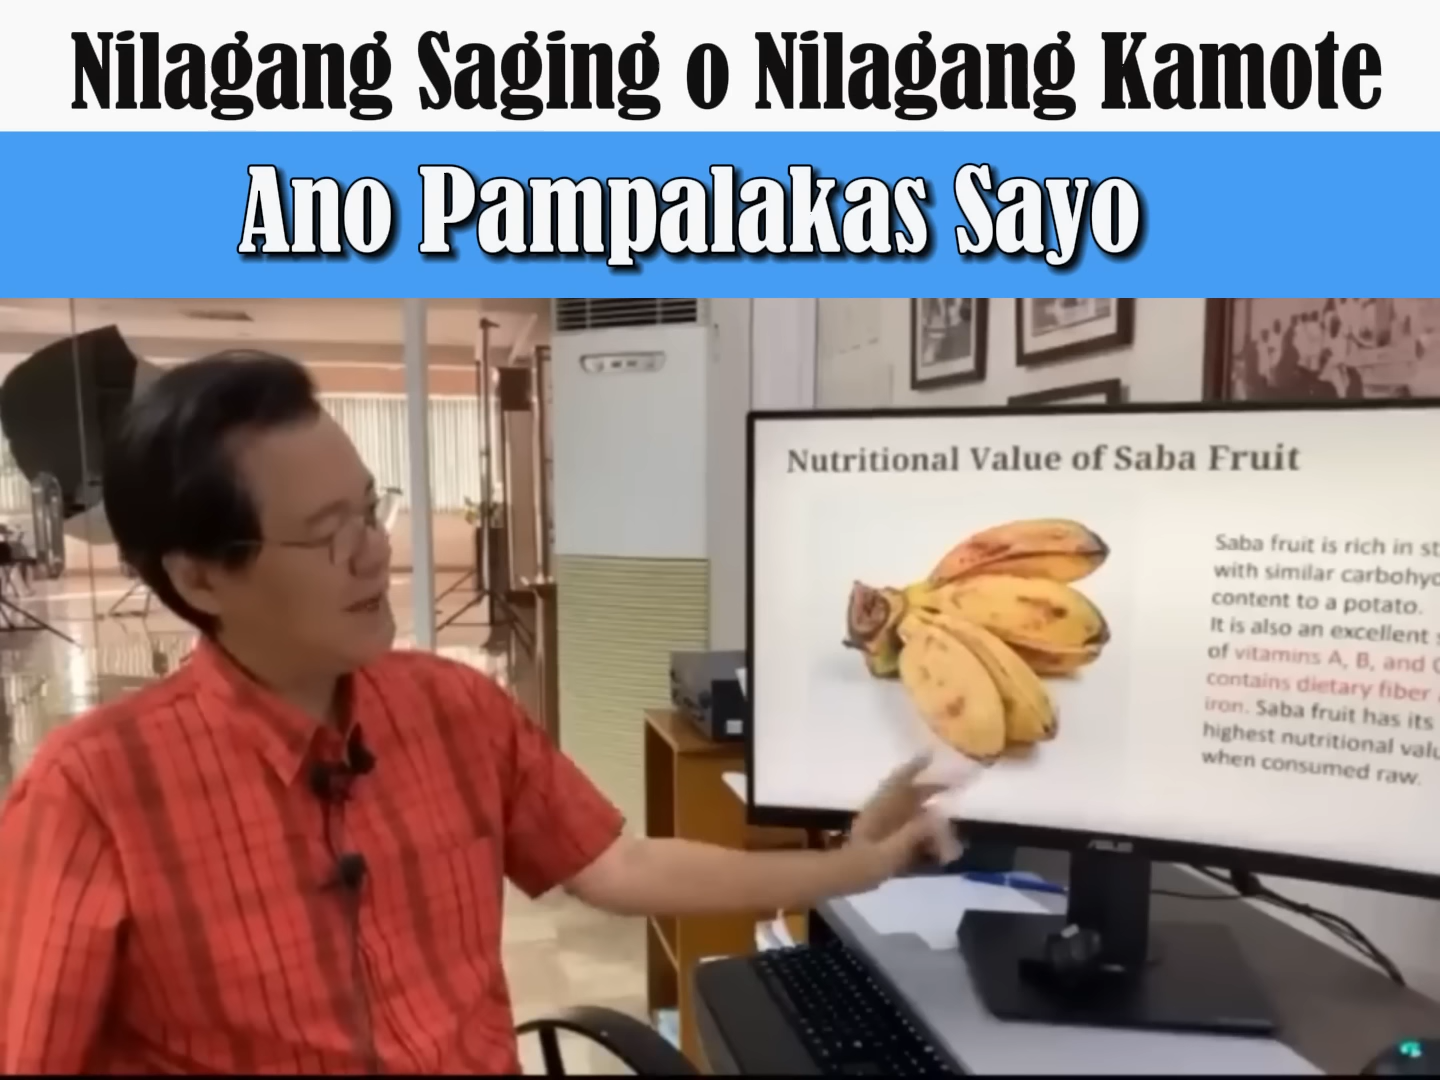 Nilagang Saging o Nilagang Kamote
Ano Pampalakas Sayo
Nutritional Value of Saba Fruit
Saba fruit is rich in
with similar
content to a potato.
It is also an excellent
of vitamins A, B, and
contains dietary fiber
iron. Saba fruit has its
highest nutritional
when consumed raw.
ASUS